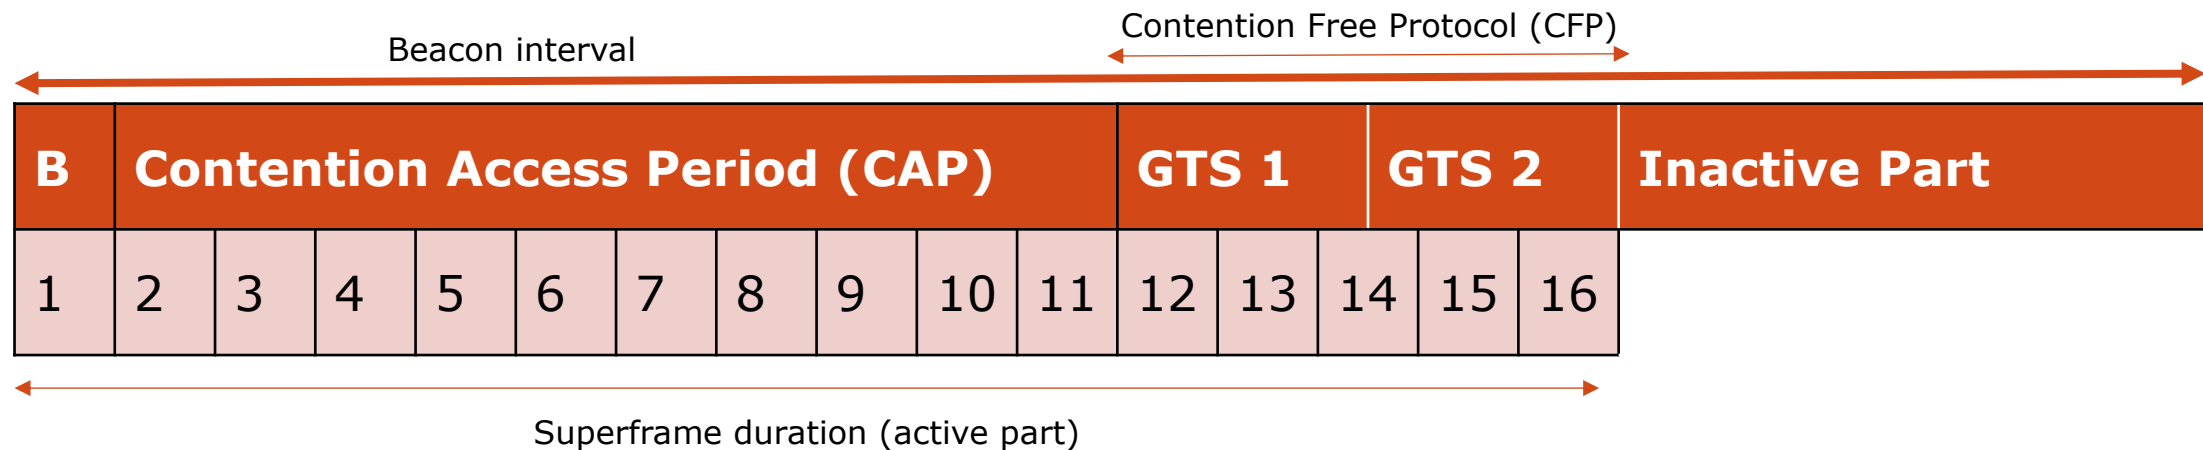 Contention Free Protocol (CFP)
Beacon interval
B Contention Access Period (CAP) GTS 1 GTS 2 Inactive Part
1 2 3 4 5 6 7 8 9 10 11 12 13 14 15 16
Superframe duration (active part)